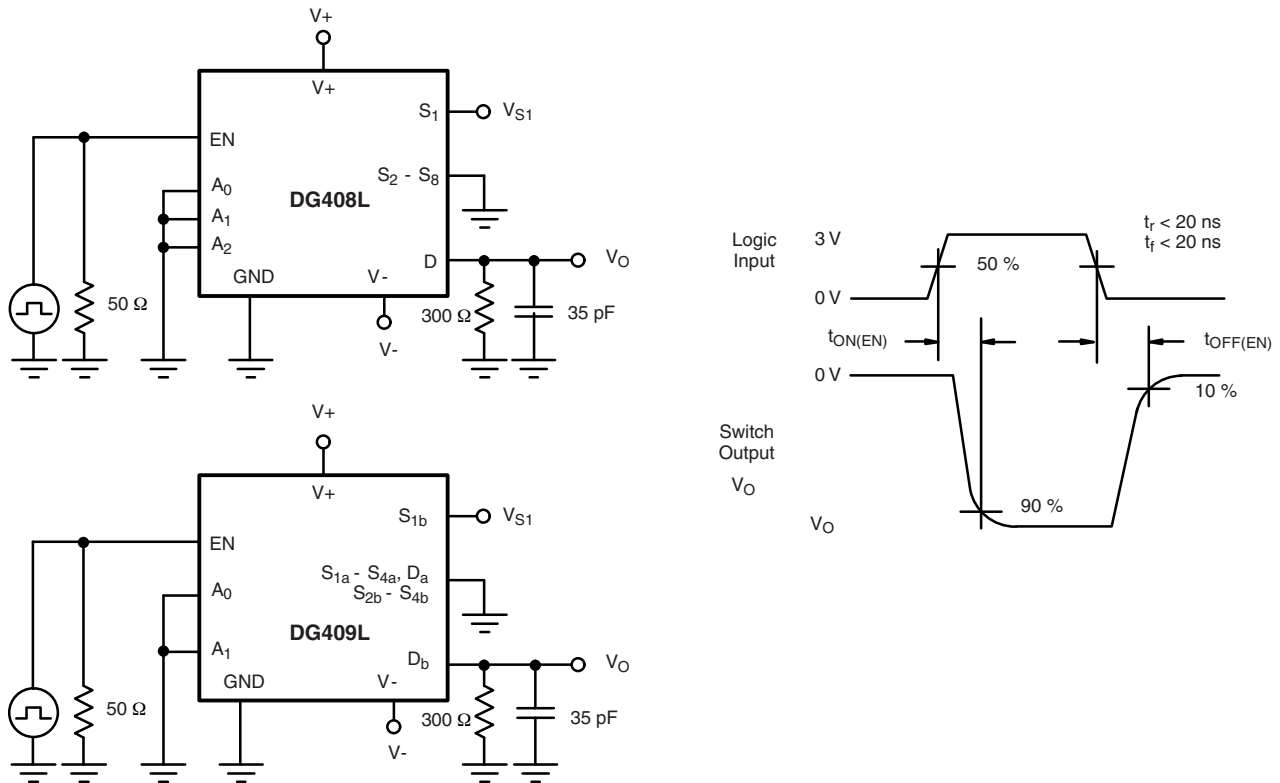 V+
V+
S1
VS1
EN
S2 - S8
A0
DG408L
A1
A2
D
VO
GND
V-
50 Ω
300 Ω
35 pF
V-
V+
V+
S1b
VS1
EN
S1a - S4a, Da
A0
S2b - S4b
DG409L
A1
Db
VO
GND
V-
50 Ω
300 Ω
35 pF
V-
Logic
Input
3 V
tr < 20 ns
tf < 20 ns
50 %
0 V
tON(EN)
tOFF(EN)
0 V
10 %
Switch
Output
VO
90 %
VO